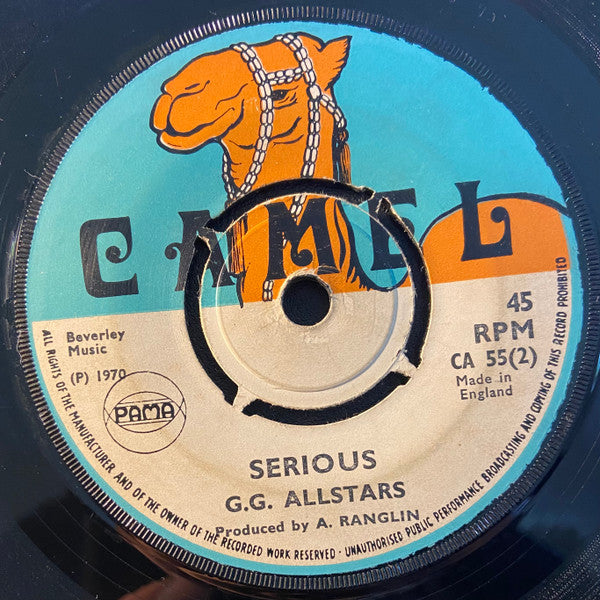 CAMEL
45
RPM
CA 55(2)
Made in
England
Beverley
Music
(P) 1970
PAMA
SERIOUS
G.G. ALLSTARS
Produced by A. RANGLIN
ALL RIGHTS OF THE MANUFACTURER AND OF THE OWNER OF THE RECORDED WORK RESERVED · UNAUTHORISED PUBLIC PERFORMANCE BROADCASTING AND COPYING OF THIS RECORD PROHIBITED